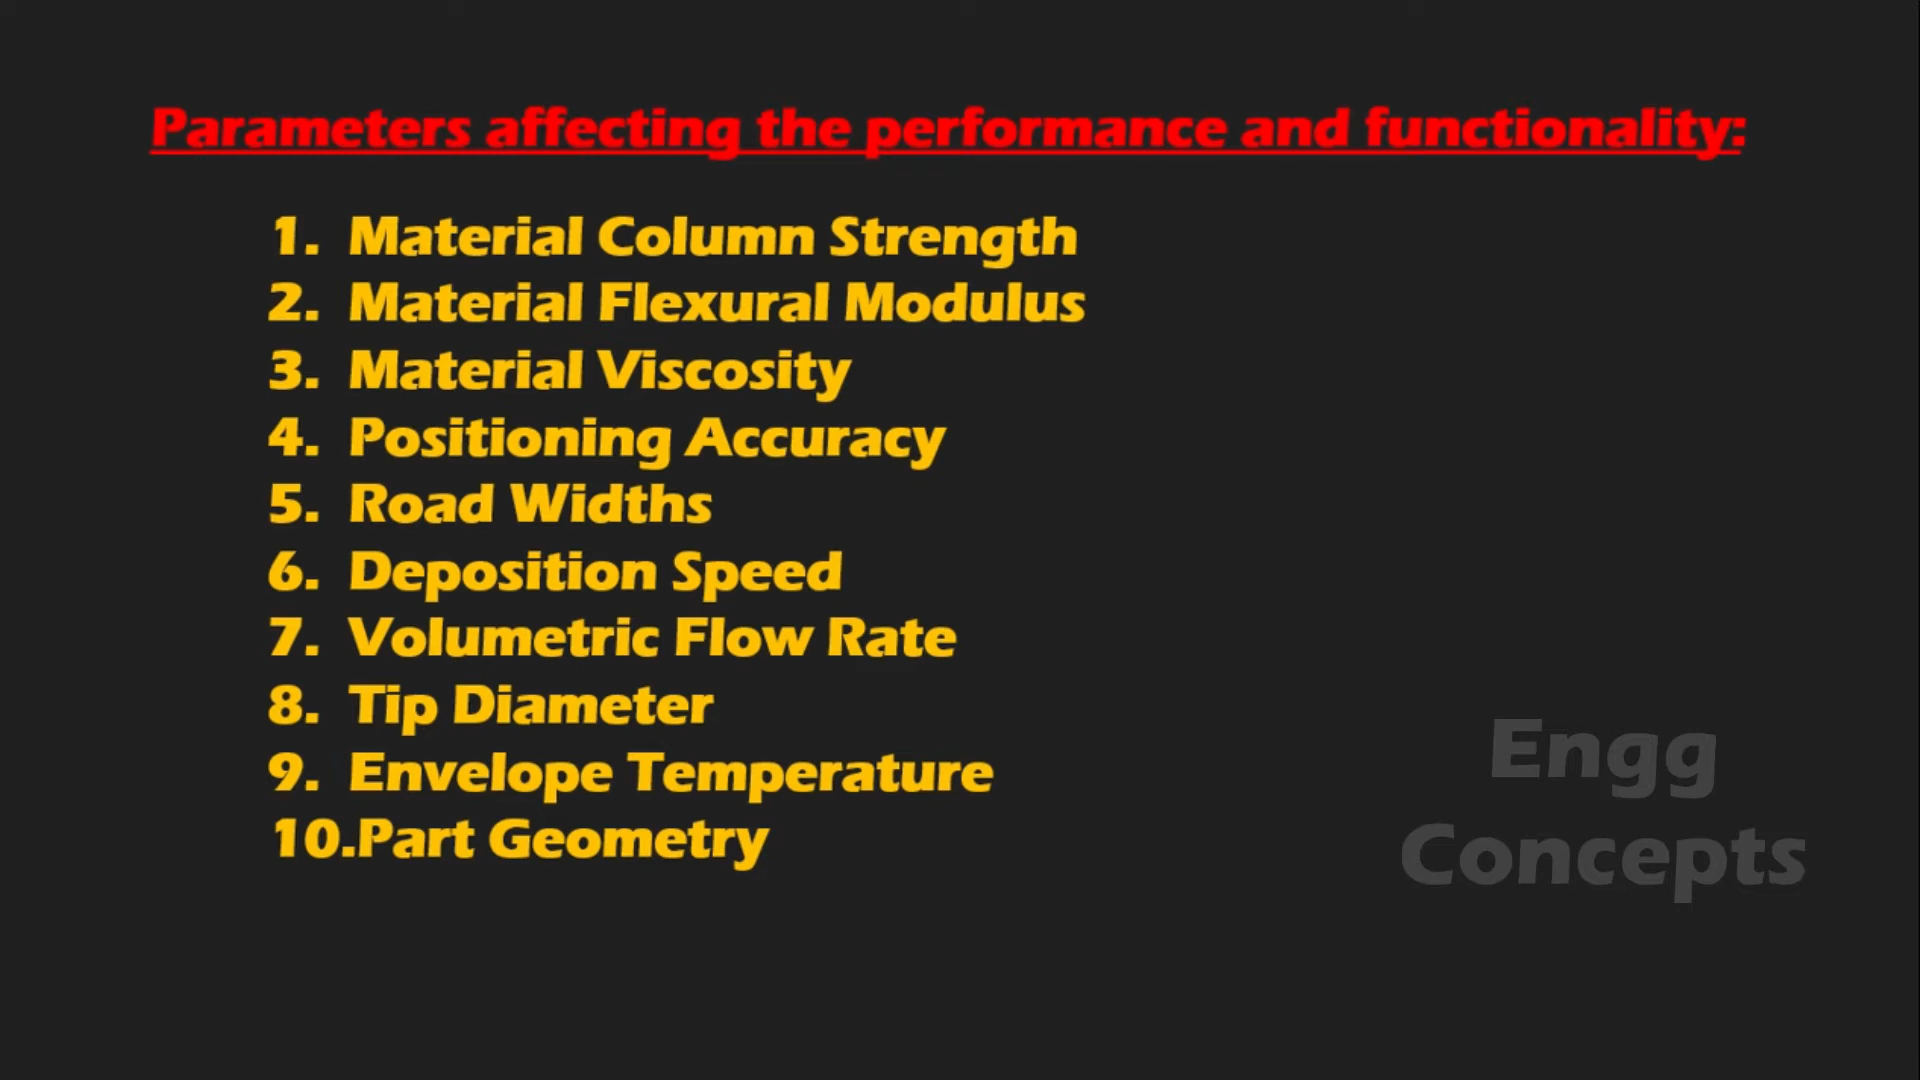 Parameters affecting the performance and functionality:
1. Material Column Strength
2. Material Flexural Modulus
3. Material Viscosity
4. Positioning Accuracy
5. Road Widths
6. Deposition Speed
7. Volumetric Flow Rate
8. Tip Diameter
9. Envelope Temperature
10.Part Geometry
Engg
Concepts